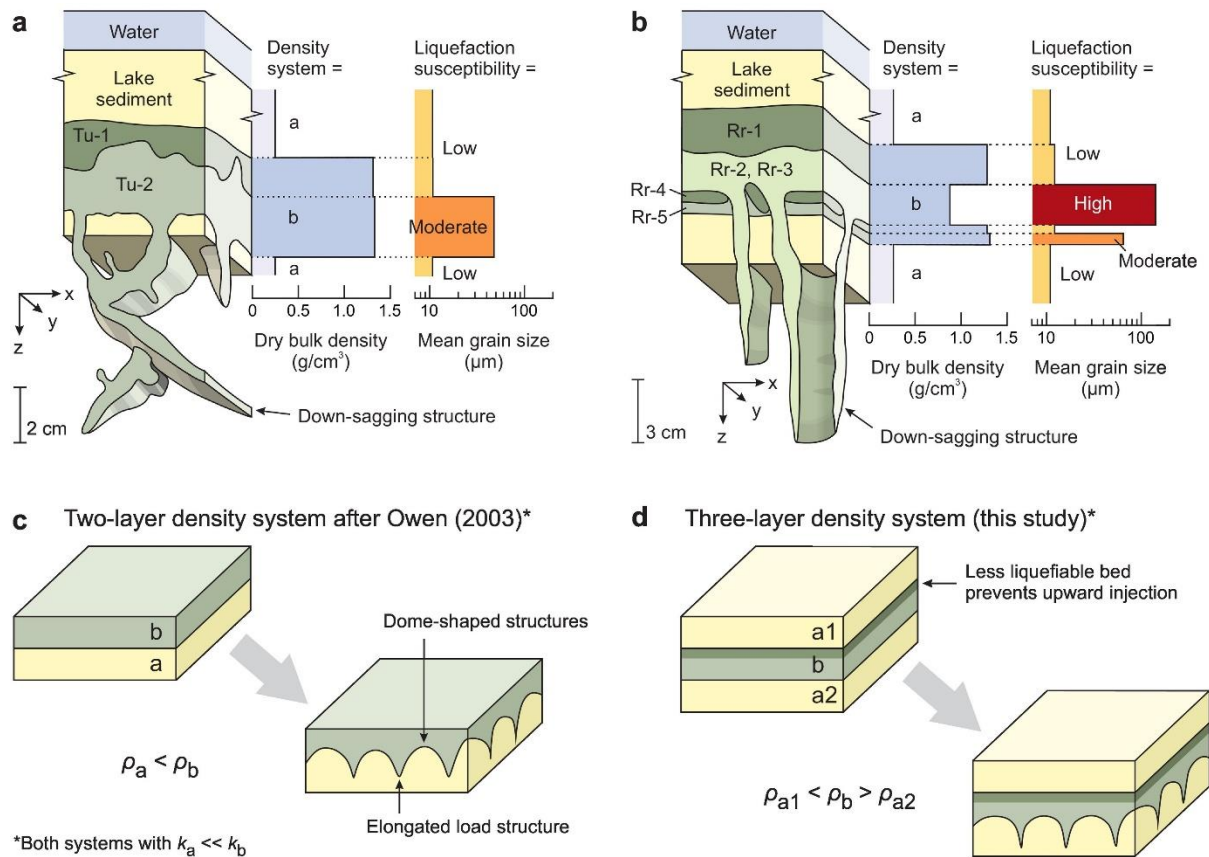 a
Water
Lake
sediment
Tu-1
Tu-2
Density
system =
Liquefaction
susceptibility =
a
Low
b
Moderate
a
Low
x
y
z
0 0.5 1.0 1.5
10 100
Dry bulk density
(g/cm³)
Mean grain size
(µm)
2 cm
Down-sagging structure
b
Water
Lake
sediment
Rr-1
Rr-2, Rr-3
Rr-4
Rr-5
Density
system =
Liquefaction
susceptibility =
a
Low
b
High
Moderate
a
Low
0 0.5 1.0 1.5
10 100
Dry bulk density
(g/cm³)
Mean grain size
(µm)
x
y
z
3 cm
Down-sagging structure
c Two-layer density system after Owen (2003)*
b
a
Dome-shaped structures
ρa < ρb
Elongated load structure
*Both systems with ka << kb
d Three-layer density system (this study)*
Less liquefiable bed
prevents upward injection
a1
b
a2
ρa1 < ρb > ρa2